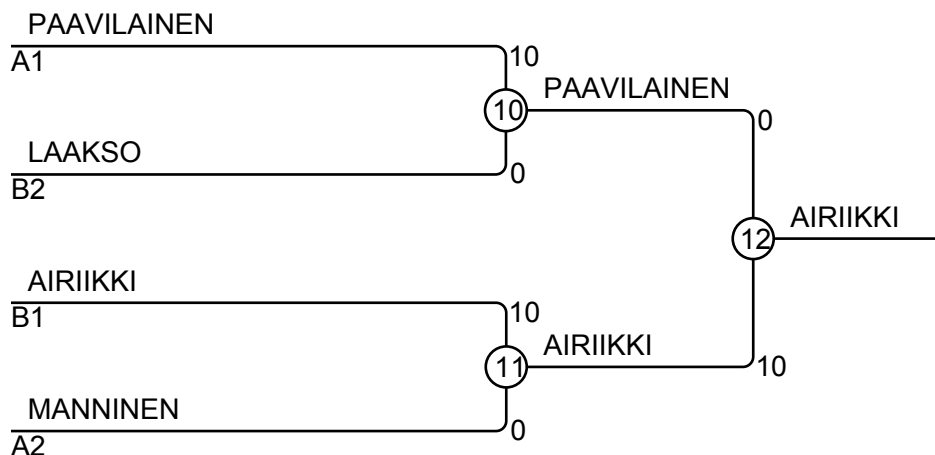 PAAVILAINEN
A1
10
10
PAAVILAINEN
0
LAAKSO
B2
0
12
AIRIIKKI
AIRIIKKI
B1
10
11
AIRIIKKI
10
MANNINEN
A2
0